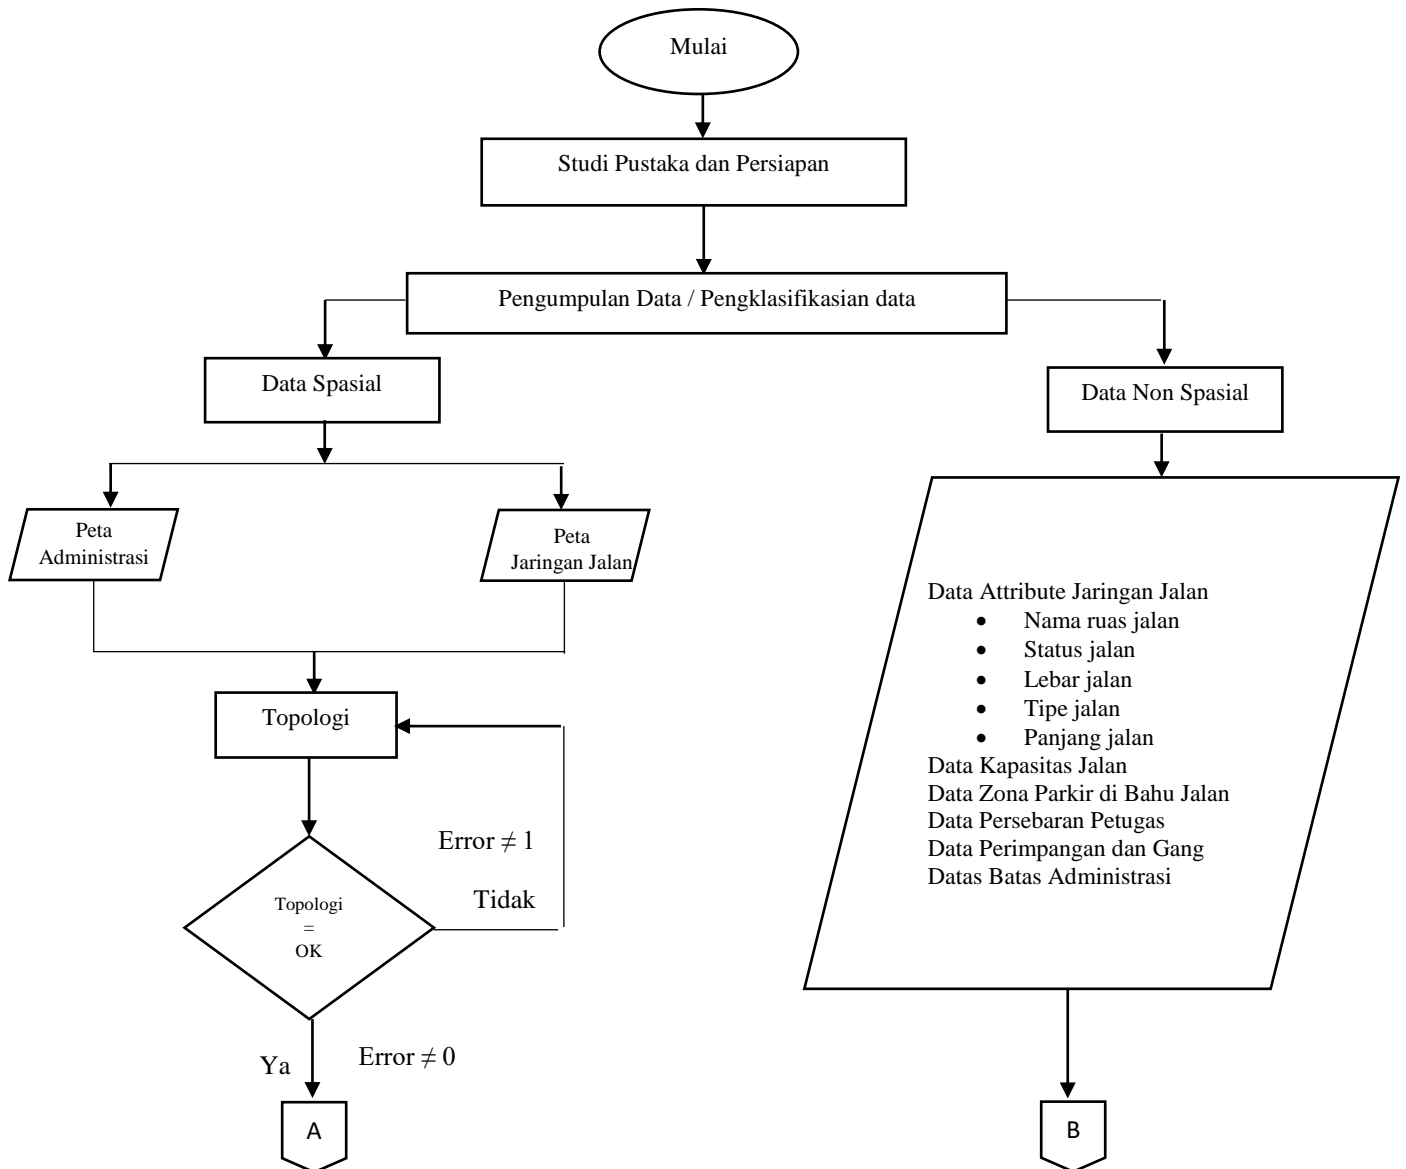 Mulai
Studi Pustaka dan Persiapan
Pengumpulan Data / Pengklasifikasian data
Data Spasial
Data Non Spasial
Peta
Administrasi
Peta
Jaringan Jalan
Data Attribute Jaringan Jalan
• Nama ruas jalan
• Status jalan
• Lebar jalan
• Tipe jalan
• Panjang jalan
Data Kapasitas Jalan
Data Zona Parkir di Bahu Jalan
Data Persebaran Petugas
Data Perimpangan dan Gang
Datas Batas Administrasi
Topologi
Error ≠ 1
Tidak
Topologi
=
OK
Ya
Error ≠ 0
A
B